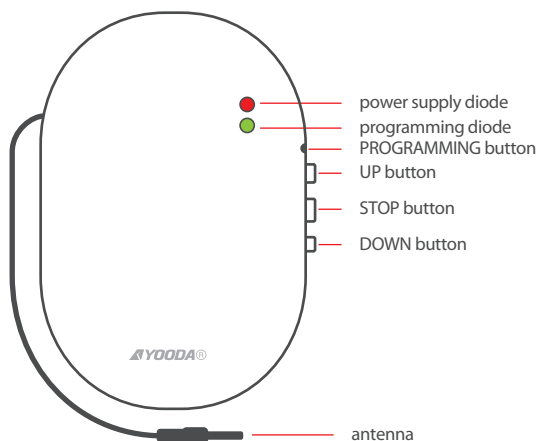 power supply diode
programming diode
PROGRAMMING button
UP button
STOP button
DOWN button
YOODA®
antenna